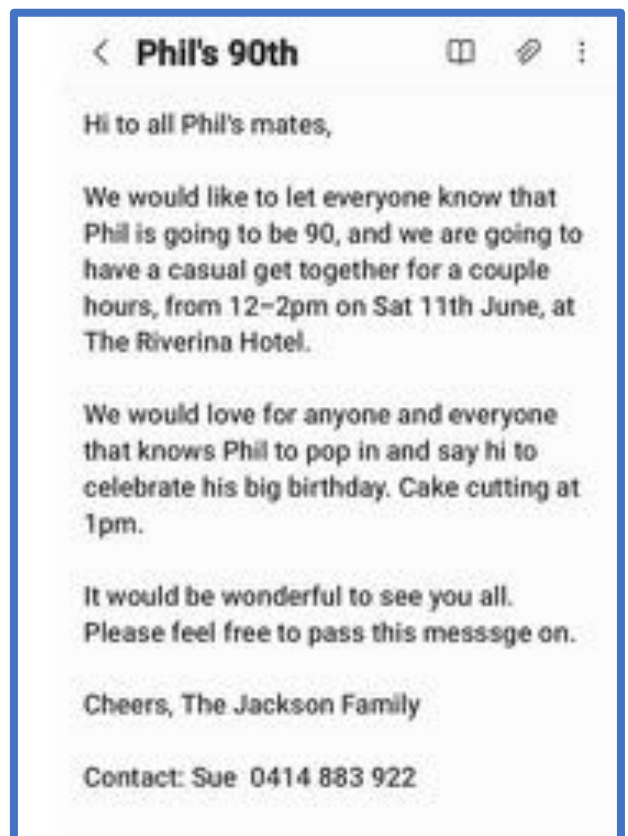 Phil's 90th
Hi to all Phil's mates,
We would like to let everyone know that
Phil is going to be 90, and we are going to
have a casual get together for a couple
hours, from 12-2pm on Sat 11th June, at
The Riverina Hotel.
We would love for anyone and everyone
that knows Phil to pop in and say hi to
celebrate his big birthday. Cake cutting at
1pm.
It would be wonderful to see you all.
Please feel free to pass this messsge on.
Cheers, The Jackson Family
Contact: Sue 0414 883 922